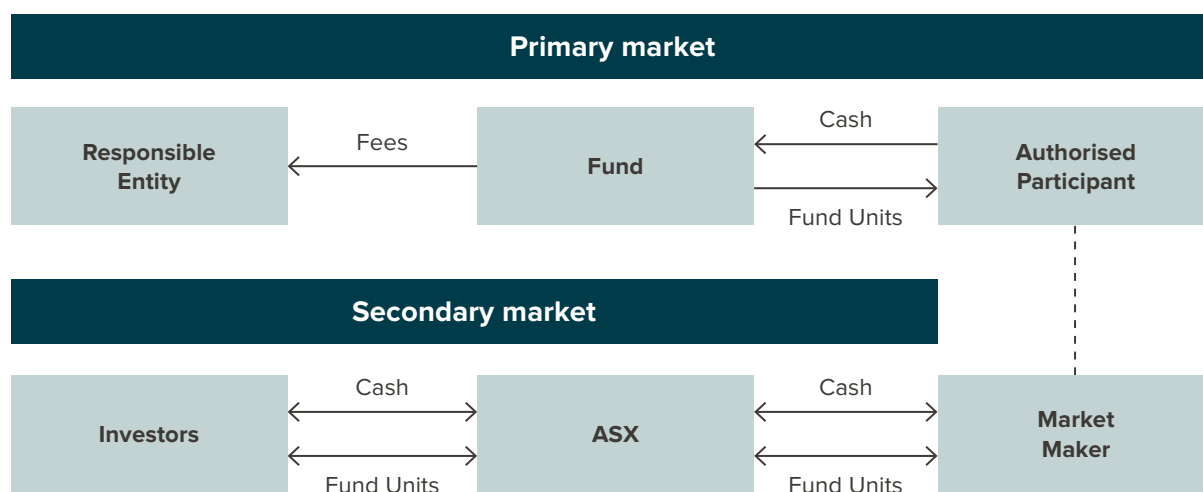 Primary market
Responsible
Entity
Fees
Fund
Cash
Fund Units
Authorised
Participant
Secondary market
Investors
Cash
Fund Units
ASX
Cash
Fund Units
Market
Maker